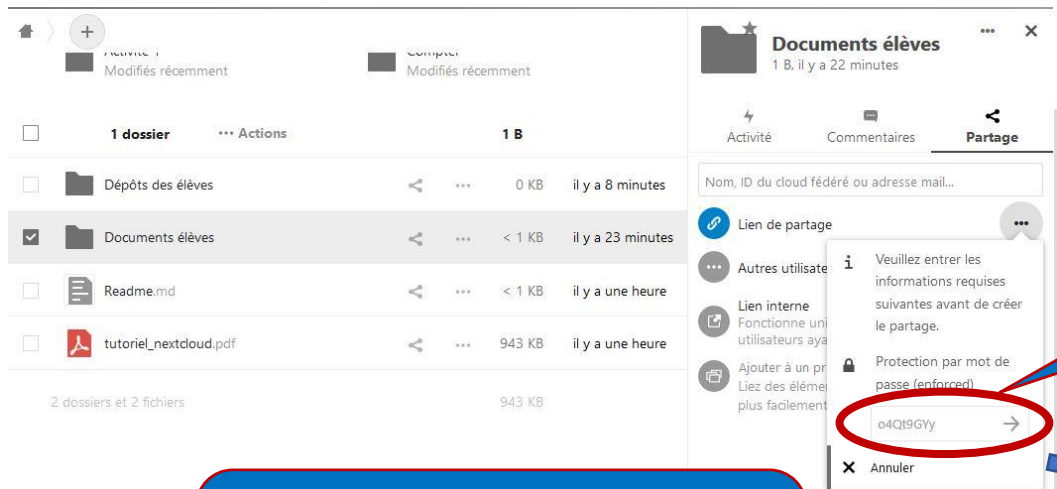 Activité 1
Modifiés récemment
Compter
Modifiés récemment
1 dossier
••• Actions
1 B
Dépôts des élèves
0 KB
il y a 8 minutes
Documents élèves
< 1 KB
il y a 23 minutes
Readme.md
< 1 KB
il y a une heure
tutoriel_nextcloud.pdf
943 KB
il y a une heure
2 dossiers et 2 fichiers
943 KB
Documents élèves
1 B, il y a 22 minutes
Activité
Commentaires
Partage
Nom, ID du cloud fédéré ou adresse mail...
Lien de partage
Autres utilisate
Lien interne
Fonctionne uni
utilisateurs aya
Ajouter à un pr
Liez des éléme
plus facilement
Veuillez entrer les
informations requises
suivantes avant de créer
le partage.
Protection par mot de
passe (enforced)
o4Qt9GYy
Annuler